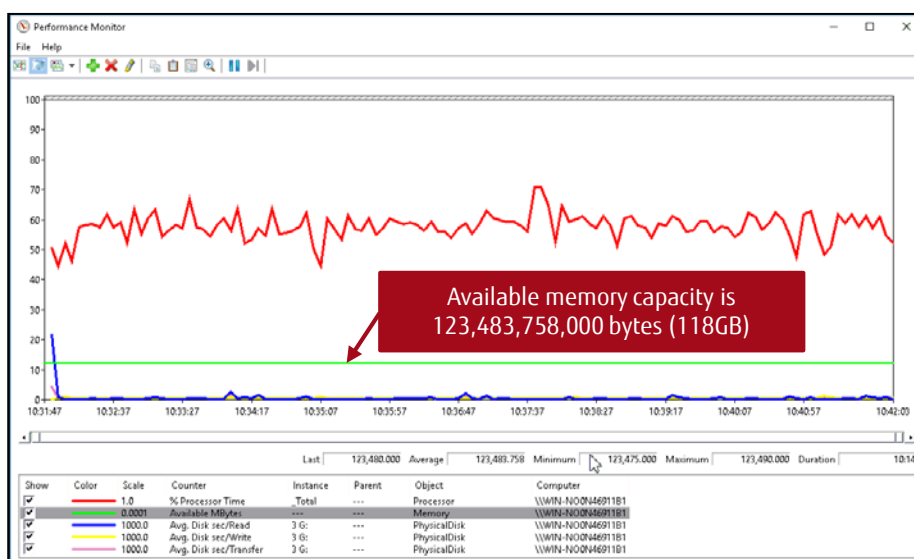 Performance Monitor
File Help
100
90
80
70
60
50
40
30
20
10
0
Available memory capacity is
123,483,758,000 bytes (118GB)
10:31:47 10:32:37 10:33:27 10:34:17 10:35:07 10:35:57 10:36:47 10:37:37 10:38:27 10:39:17 10:40:07 10:40:57 10:42:03
Last 123,480.000 Average 123,483.758 Minimum 123,475.000 Maximum 123,490.000 Duration 10:14
Show Color Scale Counter Instance Parent Object Computer
1.0 % Processor Time _Total --- Processor \\WIN-NO0N46911B1
0.0001 Available MBytes --- --- Memory \\WIN-NO0N46911B1
1000.0 Avg. Disk sec/Read 3 G: --- PhysicalDisk \\WIN-NO0N46911B1
1000.0 Avg. Disk sec/Write 3 G: --- PhysicalDisk \\WIN-NO0N46911B1
1000.0 Avg. Disk sec/Transfer 3 G: --- PhysicalDisk \\WIN-NO0N46911B1